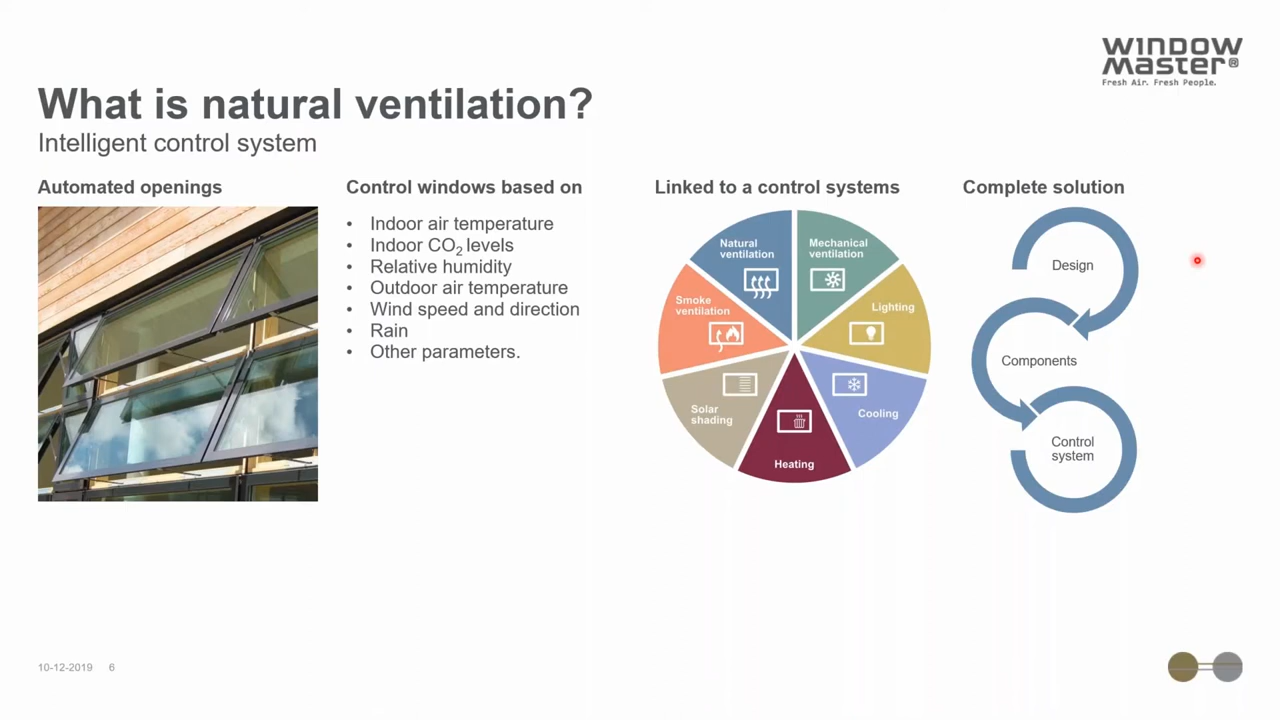 WINDOW
MASTER®
Fresh Air. Fresh People.
What is natural ventilation?
Intelligent control system
Automated openings
Control windows based on
• Indoor air temperature
• Indoor CO₂ levels
• Relative humidity
• Outdoor air temperature
• Wind speed and direction
• Rain
• Other parameters.
Linked to a control systems
Natural
ventilation
Mechanical
ventilation
Smoke
ventilation
Lighting
Solar
shading
Cooling
Heating
Complete solution
Design
Components
Control
system
10-12-2019 6